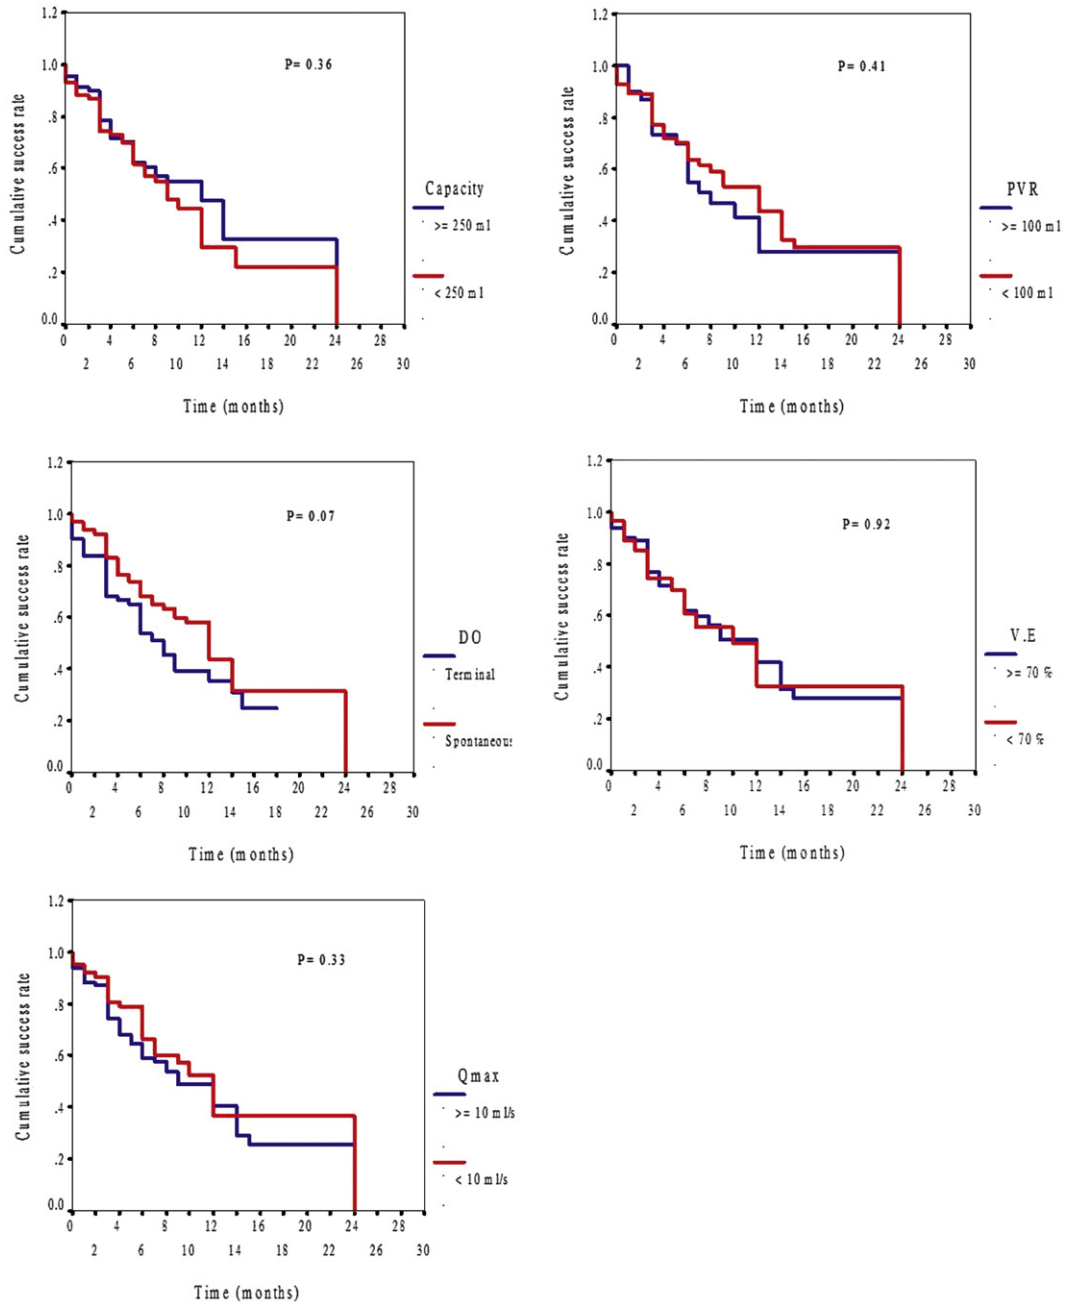 1.2
1.0
.8
.6
.4
.2
0.0
Cumulative success rate
P= 0.36
Capacity
>= 250 ml
< 250 ml
0 4 8 12 16 20 24 28
2 6 10 14 18 22 26 30
Time (months)
1.2
1.0
.8
.6
.4
.2
0.0
Cumulative success rate
P= 0.41
PVR
>= 100 ml
< 100 ml
0 4 8 12 16 20 24 28
2 6 10 14 18 22 26 30
Time (months)
1.2
1.0
.8
.6
.4
.2
0.0
Cumulative success rate
P= 0.07
DO
Terminal
Spontaneous
0 4 8 12 16 20 24 28
2 6 10 14 18 22 26 30
Time (months)
1.2
1.0
.8
.6
.4
.2
0.0
Cumulative success rate
P= 0.92
V.E
>= 70 %
< 70 %
0 4 8 12 16 20 24 28
2 6 10 14 18 22 26 30
Time (months)
1.2
1.0
.8
.6
.4
.2
0.0
Cumulative success rate
P= 0.33
Qmax
>= 10 ml/s
< 10 ml/s
0 4 8 12 16 20 24 28
2 6 10 14 18 22 26 30
Time (months)